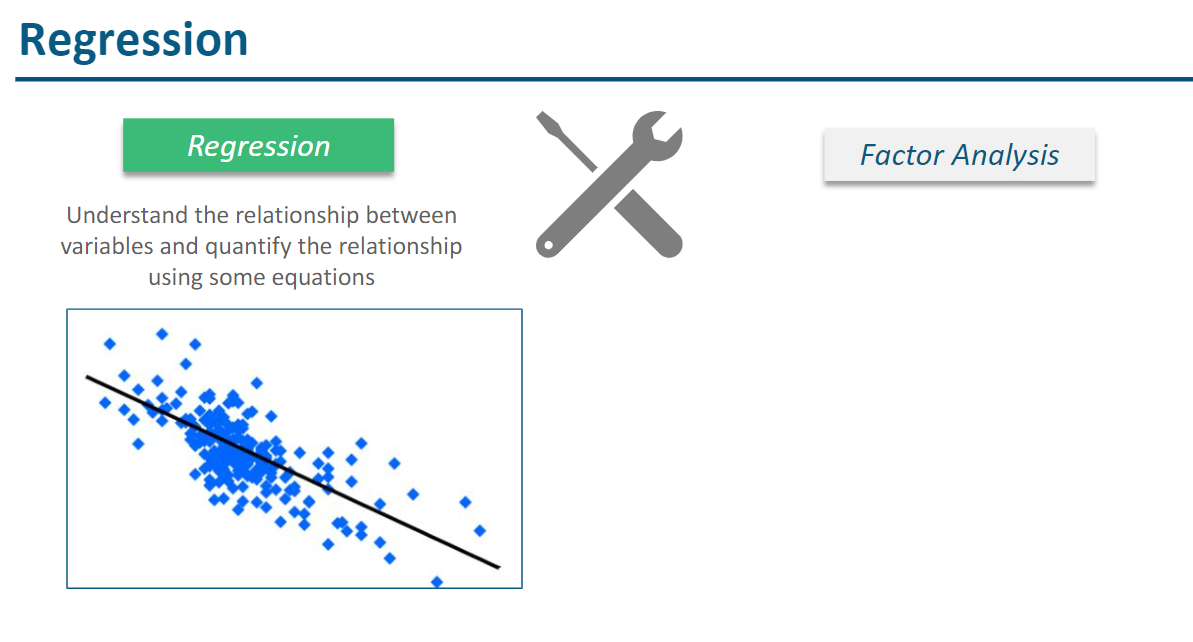 Regression
Regression
Factor Analysis
Understand the relationship between
variables and quantify the relationship
using some equations